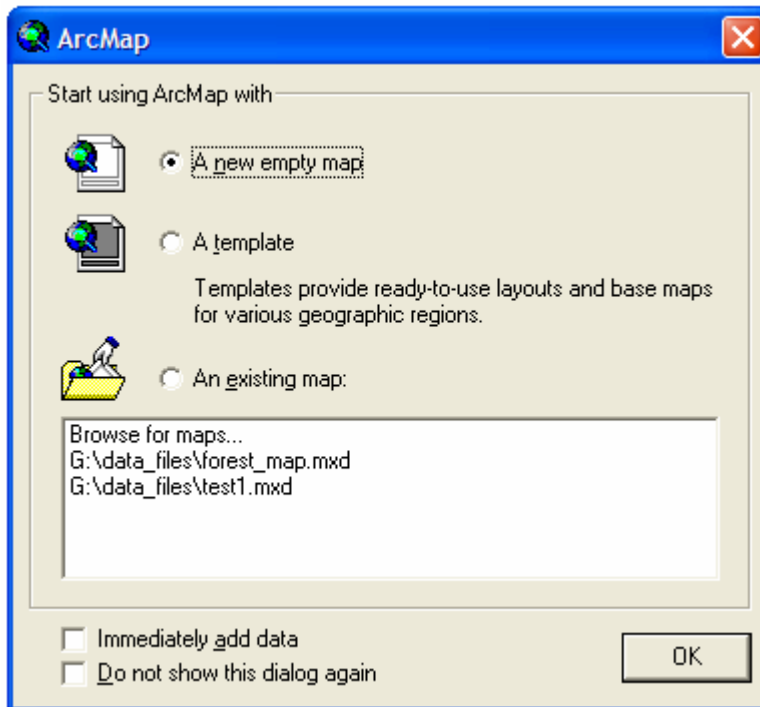 ArcMap
Start using ArcMap with
A new empty map
A template
Templates provide ready-to-use layouts and base maps
for various geographic regions.
An existing map:
Browse for maps...
G:\data_files\forest_map.mxd
G:\data_files\test1.mxd
Immediately add data
Do not show this dialog again
OK